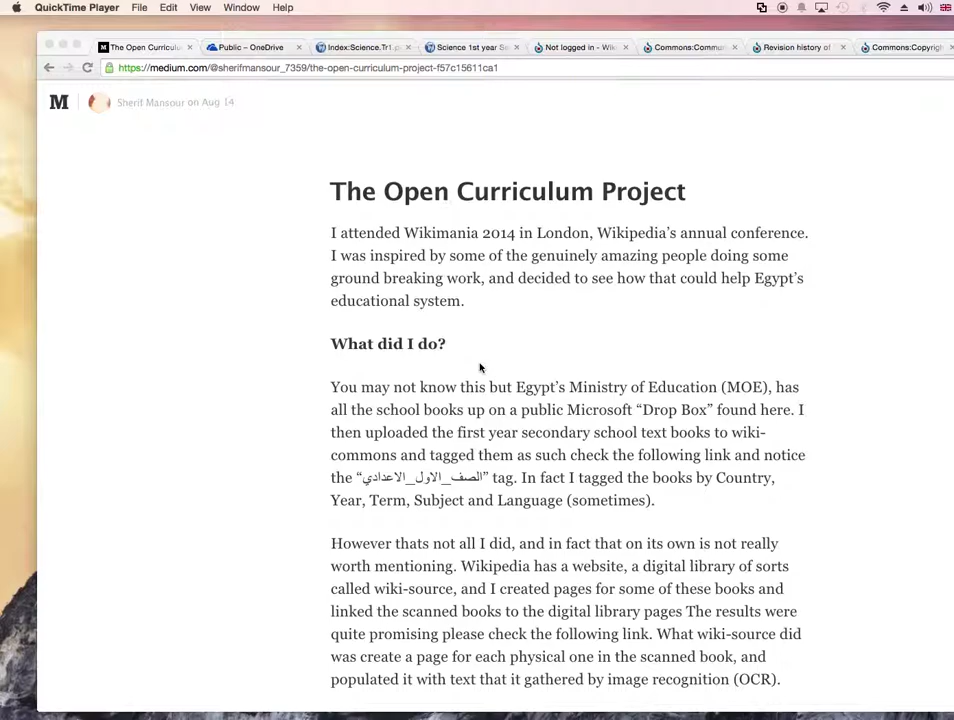 QuickTime Player File Edit View Window Help
The Open Curriculu
Public – OneDrive
Index:Science.Tr1.p
Science 1st year Se
Not logged in - Wiki
Commons:Commu
Revision history of
Commons:Copyrigh
https://medium.com/@sherifmansour_7359/the-open-curriculum-project-f57c15611ca1
M Sherif Mansour on Aug 14
The Open Curriculum Project
I attended Wikimania 2014 in London, Wikipedia’s annual conference.
I was inspired by some of the genuinely amazing people doing some
ground breaking work, and decided to see how that could help Egypt’s
educational system.
What did I do?
You may not know this but Egypt’s Ministry of Education (MOE), has
all the school books up on a public Microsoft “Drop Box” found here. I
then uploaded the first year secondary school text books to wiki-
commons and tagged them as such check the following link and notice
the “الصف_الاول_الاعدادي” tag. In fact I tagged the books by Country,
Year, Term, Subject and Language (sometimes).
However thats not all I did, and in fact that on its own is not really
worth mentioning. Wikipedia has a website, a digital library of sorts
called wiki-source, and I created pages for some of these books and
linked the scanned books to the digital library pages The results were
quite promising please check the following link. What wiki-source did
was create a page for each physical one in the scanned book, and
populated it with text that it gathered by image recognition (OCR).